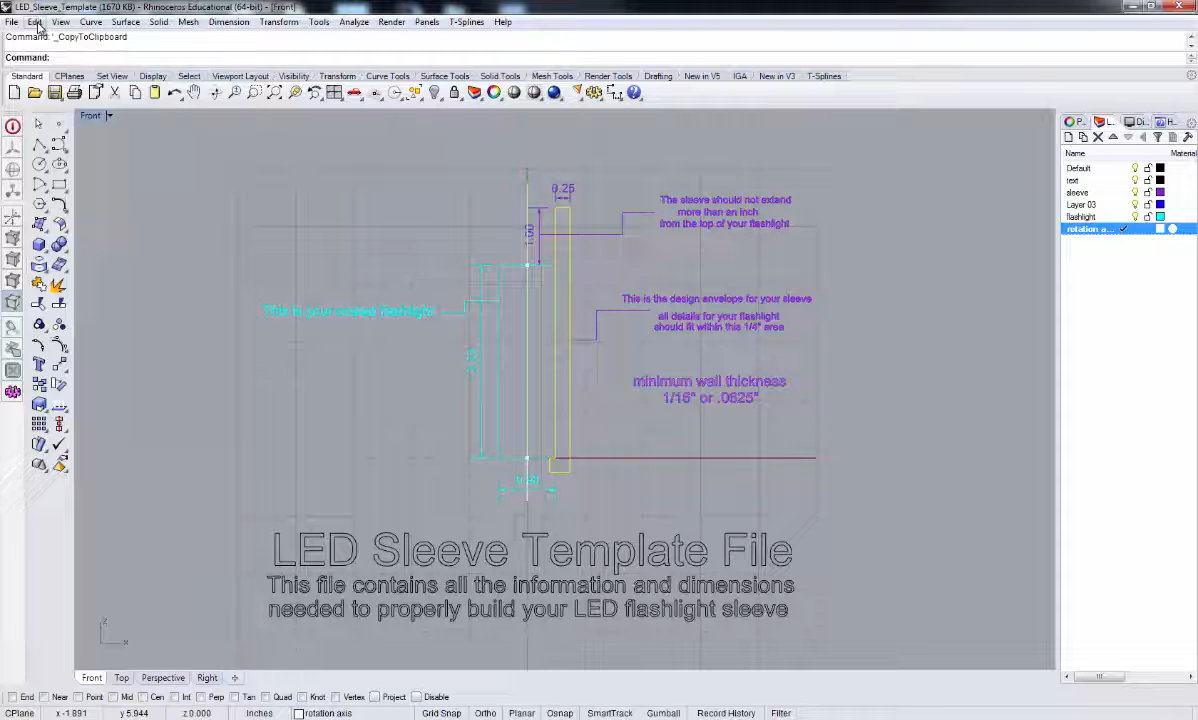 LED_Sleeve_Template (1670 KB) - Rhinoceros Educational (64-bit) - [Front]
File Edit View Curve Surface Solid Mesh Dimension Transform Tools Analyze Render Panels T-Splines Help
Command: '_CopyToClipboard
Command:
Standard CPlanes Set View Display Select Viewport Layout Visibility Transform Curve Tools Surface Tools Solid Tools Mesh Tools Render Tools Drafting New in V5 IGA New in V3 T-Splines
Front
P... L... Di... H...
Name Material
Default
text
sleeve
Layer 03
flashlight
rotation a...
0.25
The sleeve should not extend
more than an inch
from the top of your flashlight
1.00
This is the design envelope for your sleeve
all details for your flashlight
should fit within this 1/4" area
minimum wall thickness
1/16" or .0625"
LED Sleeve Template File
This file contains all the information and dimensions
needed to properly build your LED flashlight sleeve
z
x
Front Top Perspective Right
End Near Point Mid Cen Int Perp Tan Quad Knot Vertex Project Disable
CPlane x -1.891 y 5.944 z 0.000 Inches rotation axis Grid Snap Ortho Planar Osnap SmartTrack Gumball Record History Filter